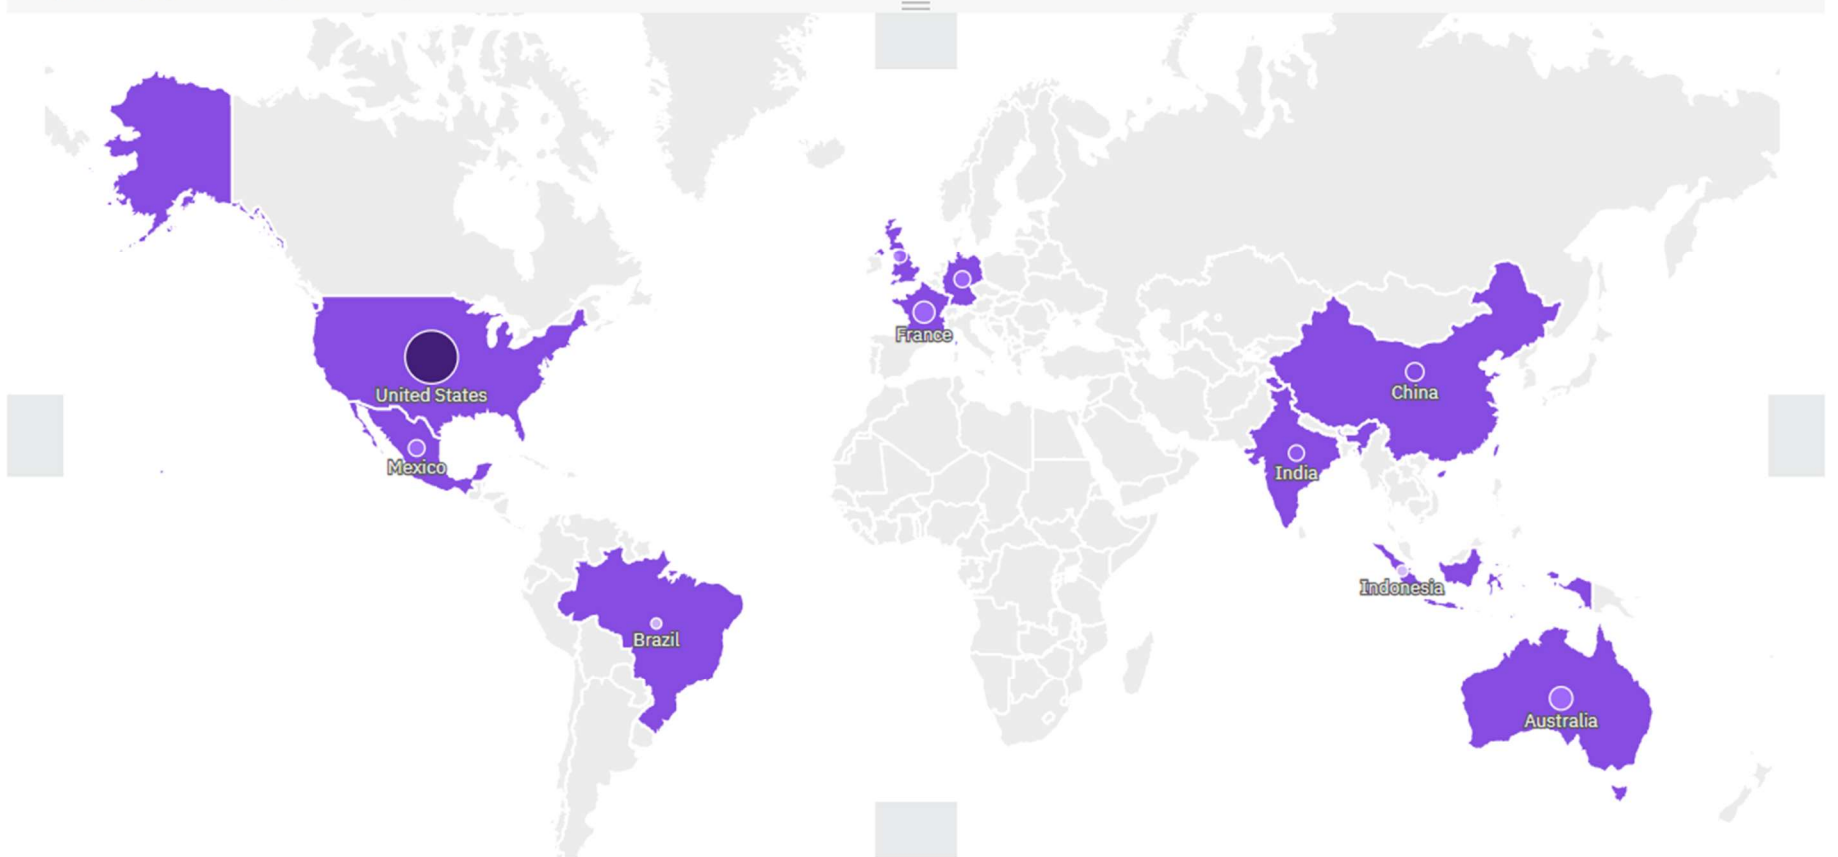 France
United States
China
Mexico
India
Indonesia
Brazil
Australia